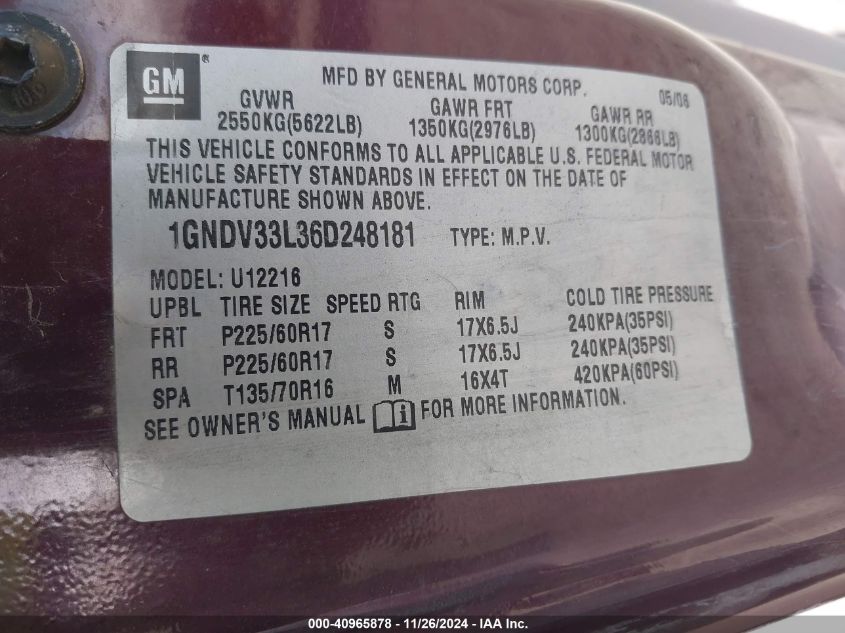 GM ®
MFD BY GENERAL MOTORS CORP. 05/06
GVWR GAWR FRT GAWR RR
2550KG(5622LB) 1350KG(2976LB) 1300KG(2866LB)
THIS VEHICLE CONFORMS TO ALL APPLICABLE U.S. FEDERAL MOTOR
VEHICLE SAFETY STANDARDS IN EFFECT ON THE DATE OF
MANUFACTURE SHOWN ABOVE.
1GNDV33L36D248181 TYPE: M.P.V.
MODEL: U12216
UPBL TIRE SIZE SPEED RTG RIM COLD TIRE PRESSURE
FRT P225/60R17 S 17X6.5J 240KPA(35PSI)
RR P225/60R17 S 17X6.5J 240KPA(35PSI)
SPA T135/70R16 M 16X4T 420KPA(60PSI)
SEE OWNER'S MANUAL i FOR MORE INFORMATION.
000-40965878 - 11/26/2024 - https://www.iaai.com/